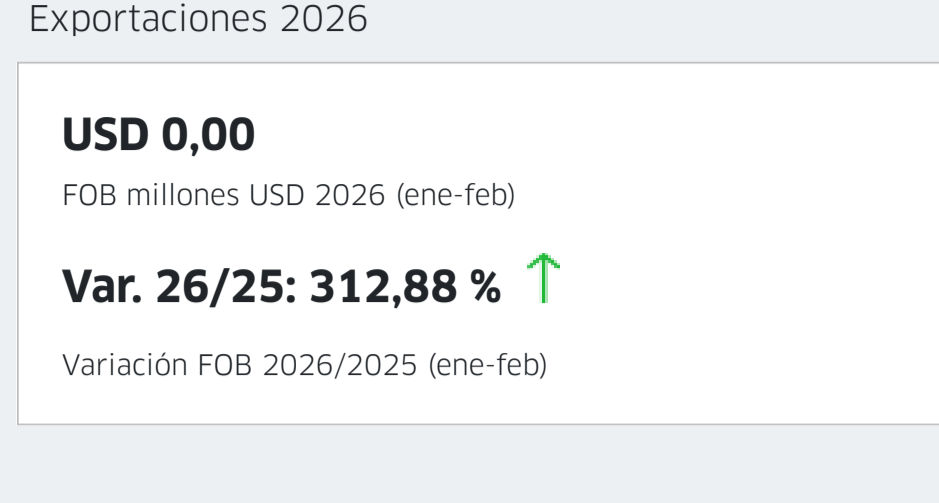 Exportaciones 2026
USD 0,00
FOB millones USD 2026 (ene-feb)
Var. 26/25: 312,88 %
Variación FOB 2026/2025 (ene-feb)